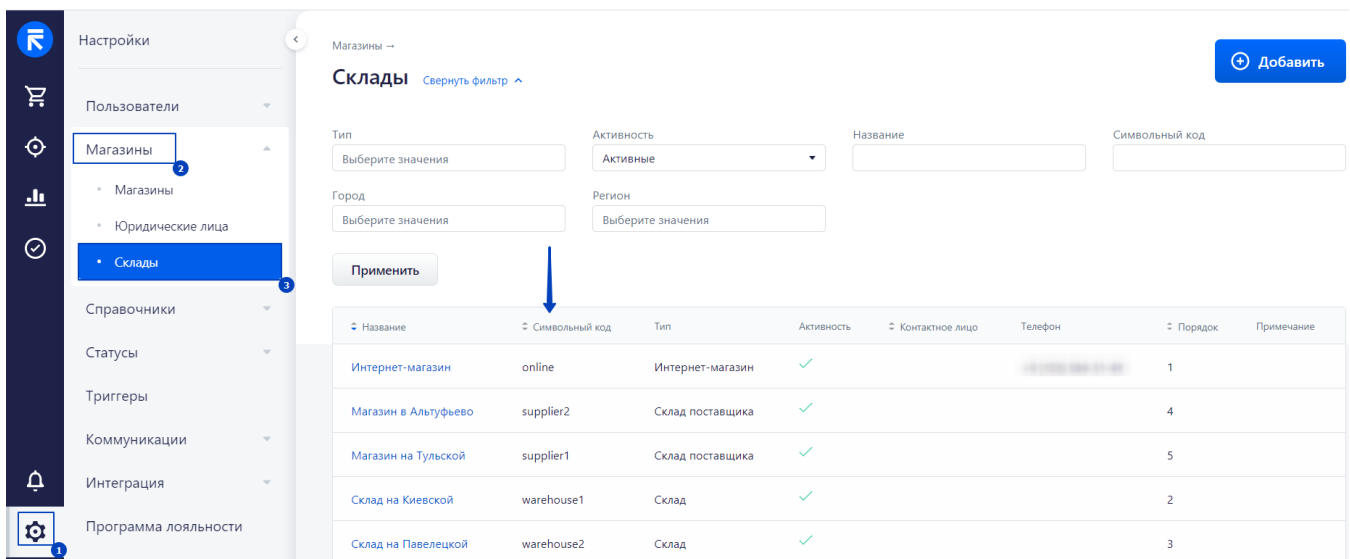 Настройки
Пользователи
Магазины
2
Магазины
Юридические лица
Склады
3
Справочники
Статусы
Триггеры
Коммуникации
Интеграция
Программа лояльности
1
Магазины →
Склады Свернуть фильтр
Добавить
Тип Активность Название Символьный код
Выберите значения Активные
Город Регион
Выберите значения Выберите значения
Применить
Название Символьный код Тип Активность Контактное лицо Телефон Порядок Примечание
Интернет-магазин online Интернет-магазин 1
Магазин в Алтуфьево supplier2 Склад поставщика 4
Магазин на Тульской supplier1 Склад поставщика 5
Склад на Киевской warehouse1 Склад 2
Склад на Павелецкой warehouse2 Склад 3